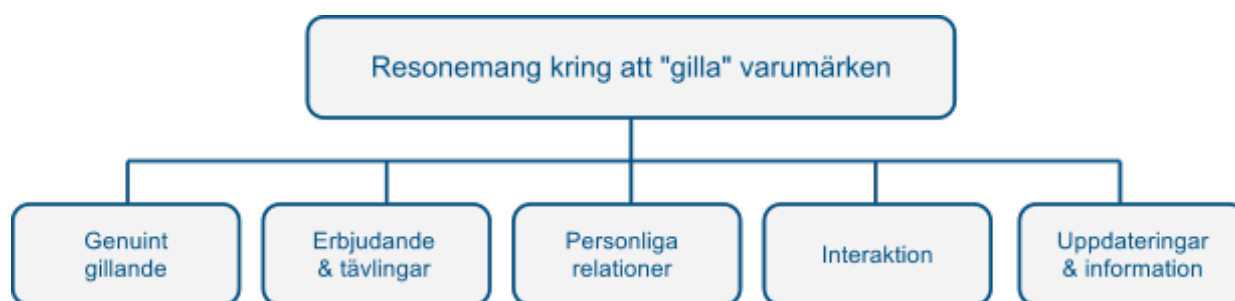 Resonemang kring att "gilla" varumärken
Genuint
gillande
Erbjudande
& tävlingar
Personliga
relationer
Interaktion
Uppdateringar
& information